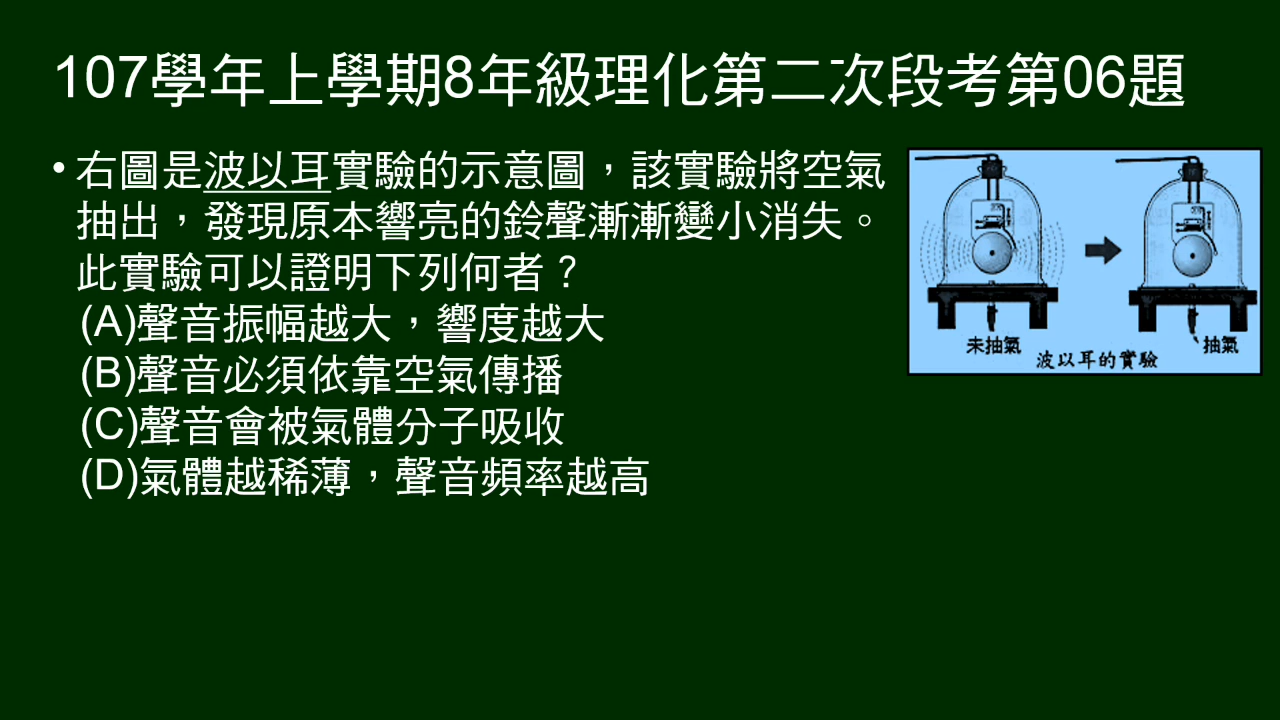 107學年上學期8年級理化第二次段考第06題
• 右圖是波以耳實驗的示意圖，該實驗將空氣
抽出，發現原本響亮的鈴聲漸漸變小消失。
此實驗可以證明下列何者？
(A)聲音振幅越大，響度越大
(B)聲音必須依靠空氣傳播
(C)聲音會被氣體分子吸收
(D)氣體越稀薄，聲音頻率越高
未抽氣
抽氣
波以耳的實驗